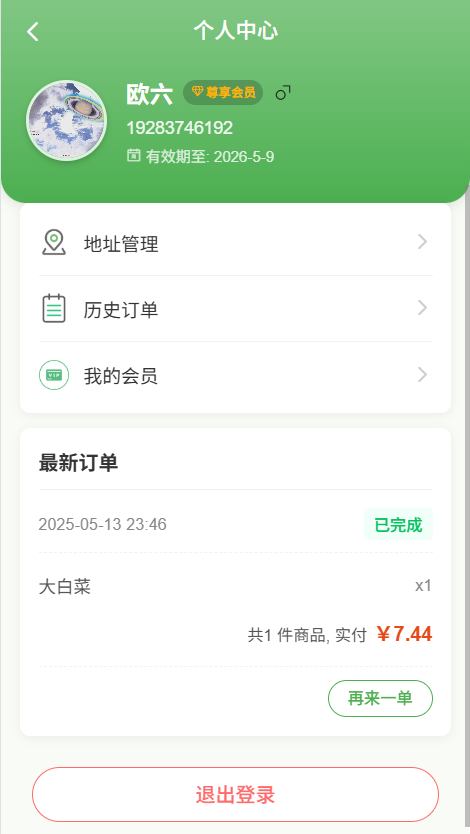 个人中心
欧六 尊享会员
19283746192
有效期至: 2026-5-9
地址管理
历史订单
VIP
我的会员
最新订单
2025-05-13 23:46 已完成
大白菜 x1
共1 件商品, 实付 ￥7.44
再来一单
退出登录